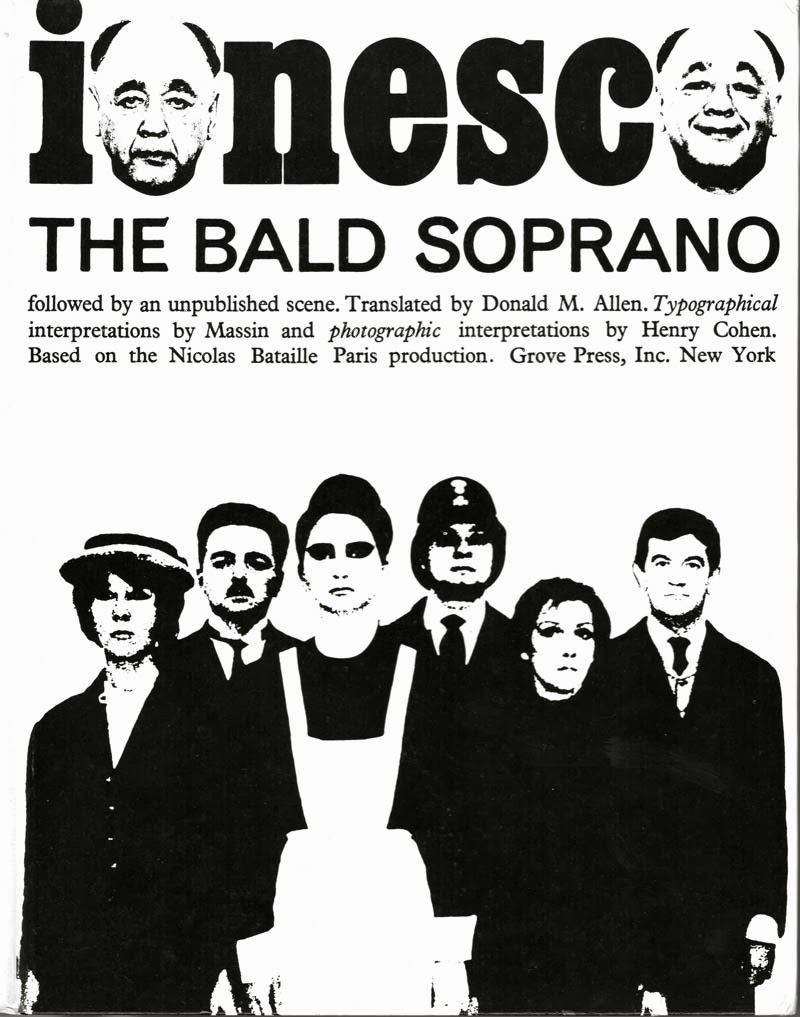 ionesco
THE BALD SOPRANO
followed by an unpublished scene. Translated by Donald M. Allen. Typographical
interpretations by Massin and photographic interpretations by Henry Cohen.
Based on the Nicolas Bataille Paris production. Grove Press, Inc. New York